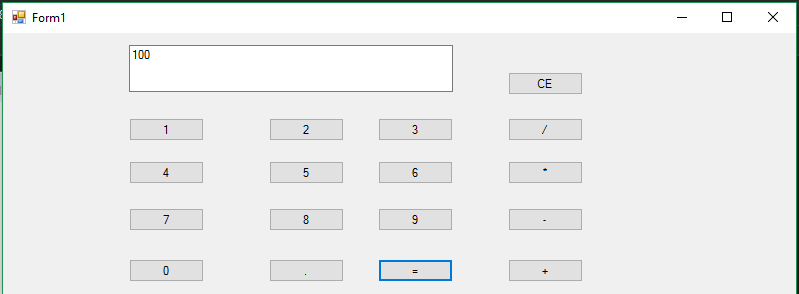 Form1
100
CE
1 2 3 /
4 5 6 *
7 8 9 -
0 . = +